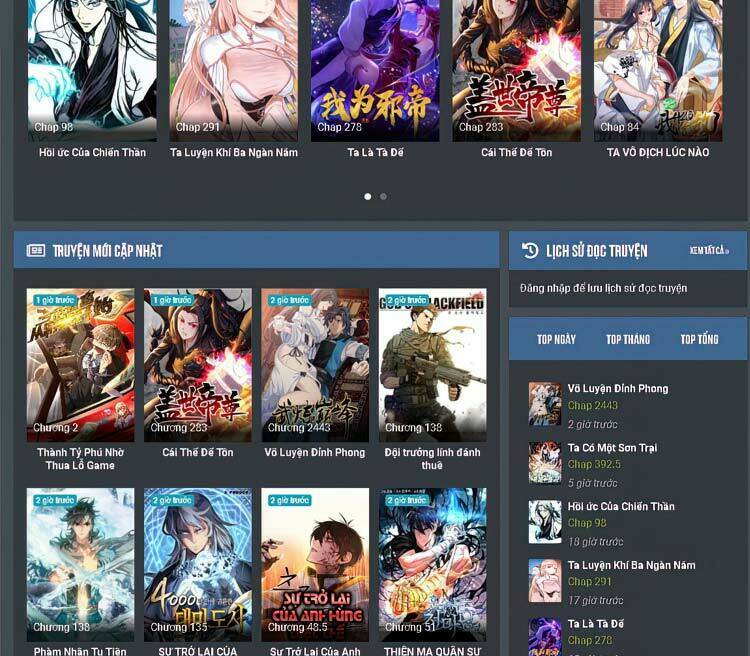 Chap 98
Chap 291
我为邪帝
Chap 278
盖世帝尊
Chap 283
Chap 84
Hồi ức Của Chiến Thần
Ta Luyện Khí Ba Ngàn Năm
Ta Là Tà Đế
Cái Thế Đế Tôn
TA VÔ ĐỊCH LÚC NÀO
TRUYỆN MỚI CẬP NHẬT
LỊCH SỬ ĐỌC TRUYỆN
XEM TẤT CẢ »
Đăng nhập để lưu lịch sử đọc truyện
TOP NGÀY
TOP THÁNG
TOP TỔNG
1 giờ trước
Chương 2
1 giờ trước
盖世帝尊
Chương 283
2 giờ trước
武炼巅峰
Chương 2443
2 giờ trước
Chương 138
Thành Tỷ Phú Nhờ
Thua Lỗ Game
Cái Thế Đế Tôn
Võ Luyện Đỉnh Phong
Đội trưởng lính đánh
thuê
2 giờ trước
Chương 138
2 giờ trước
4000
대마도사
Chương 135
2 giờ trước
SỰ TRỞ LẠI
CỦA ANH HÙNG
Chương 48.5
2 giờ trước
Chương 51
Phàm Nhân Tu Tiên
SỰ TRỞ LẠI CỦA
Sự Trở Lại Của Anh
THIÊN MA QUÂN SƯ
Võ Luyện Đỉnh Phong
Chap 2443
2 giờ trước
Ta Có Một Sơn Trại
Chap 392.5
5 giờ trước
Hồi ức Của Chiến Thần
Chap 98
18 giờ trước
Ta Luyện Khí Ba Ngàn Năm
Chap 291
17 giờ trước
Ta Là Tà Đế
Chap 278